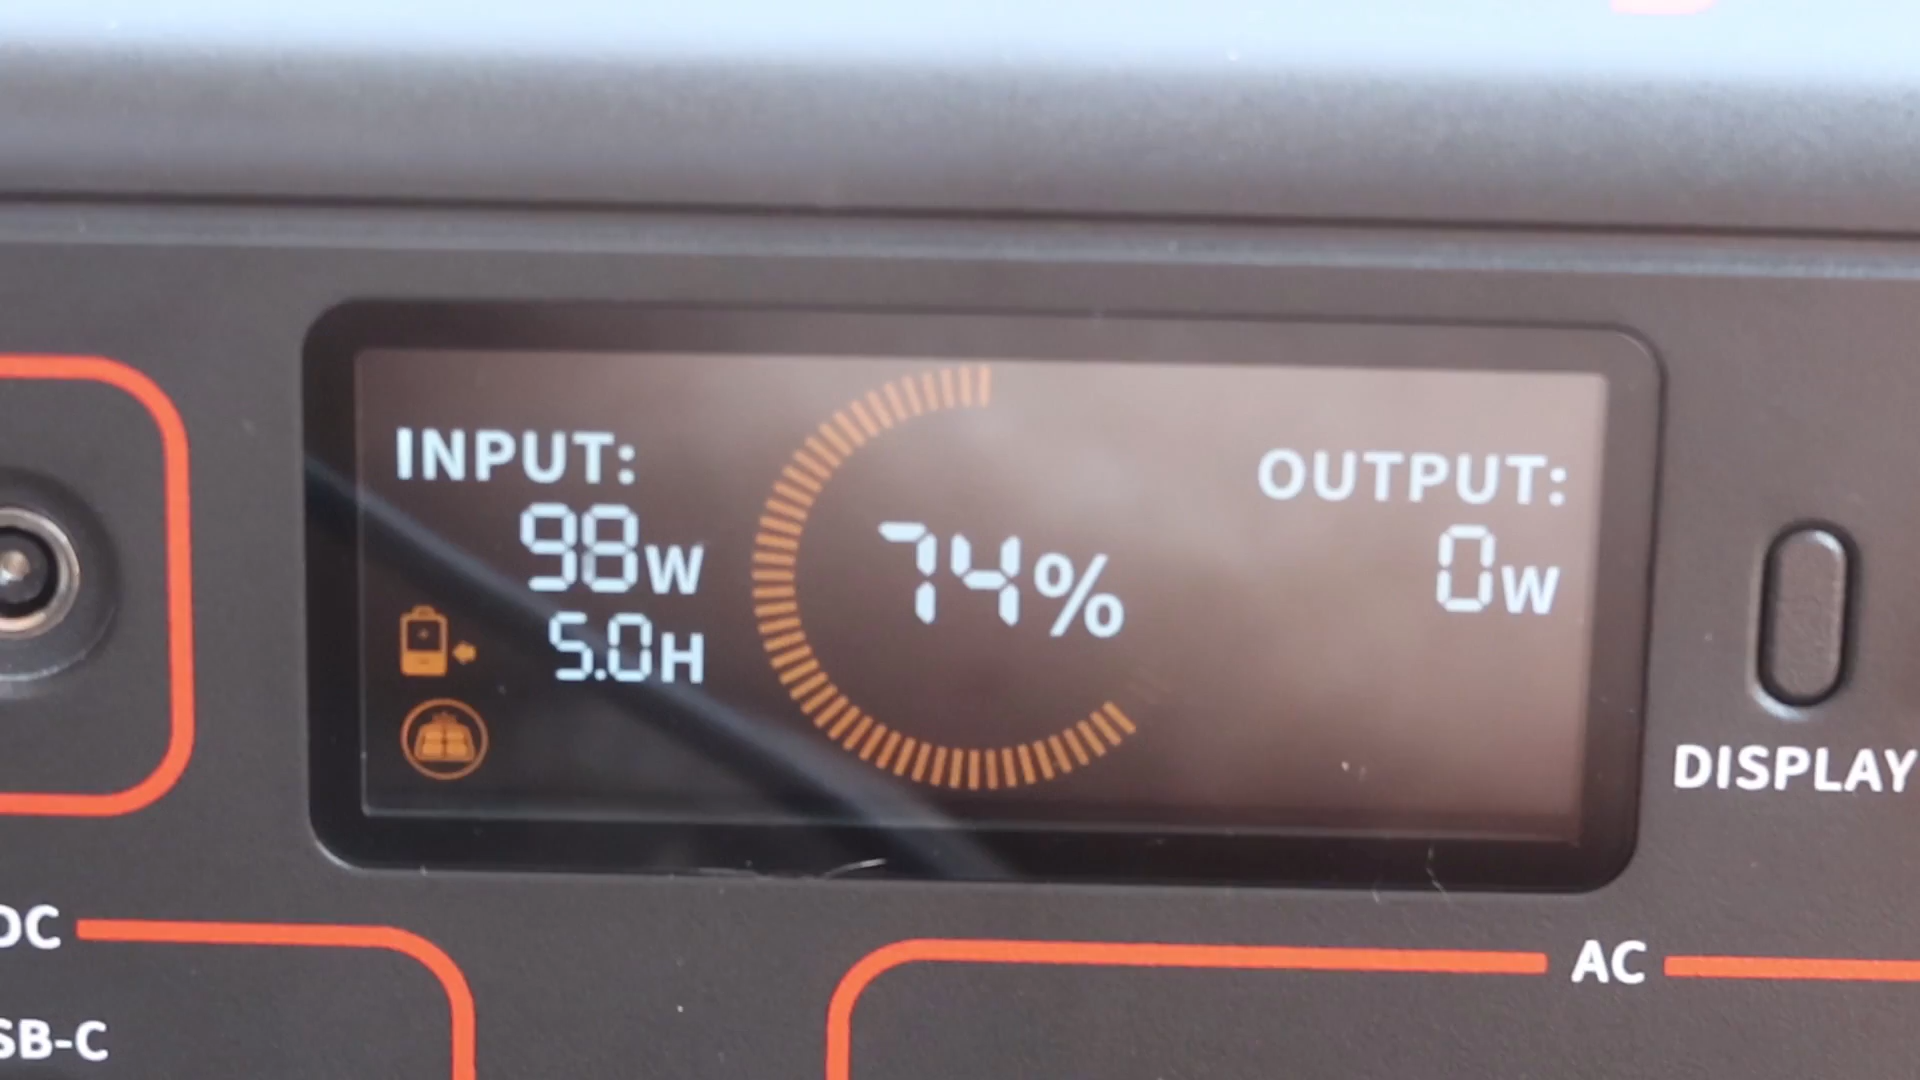 INPUT:
98W
5.0H
74%
OUTPUT:
0W
DISPLAY
DC
AC
SB-C